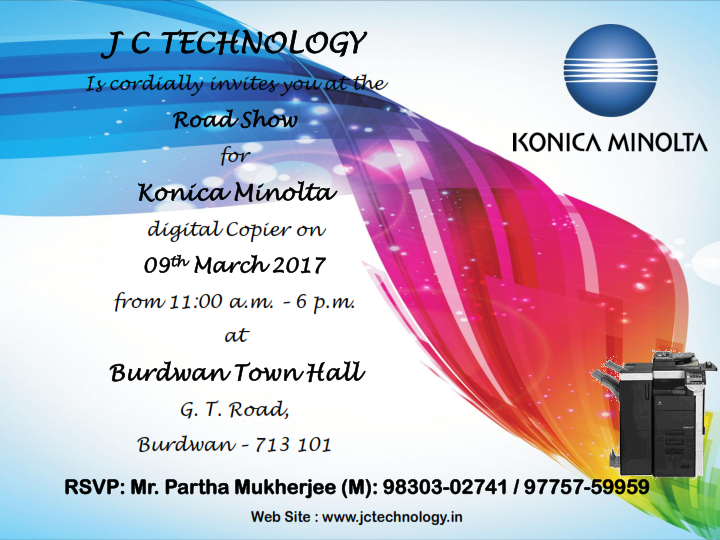 J C TECHNOLOGY
Is cordially invites you at the
Road Show
for
Konica Minolta
digital Copier on
09th March 2017
from 11:00 a.m. – 6 p.m.
at
Burdwan Town Hall
G. T. Road,
Burdwan – 713 101
KONICA MINOLTA
RSVP: Mr. Partha Mukherjee (M): 98303-02741 / 97757-59959
Web Site : www.jctechnology.in